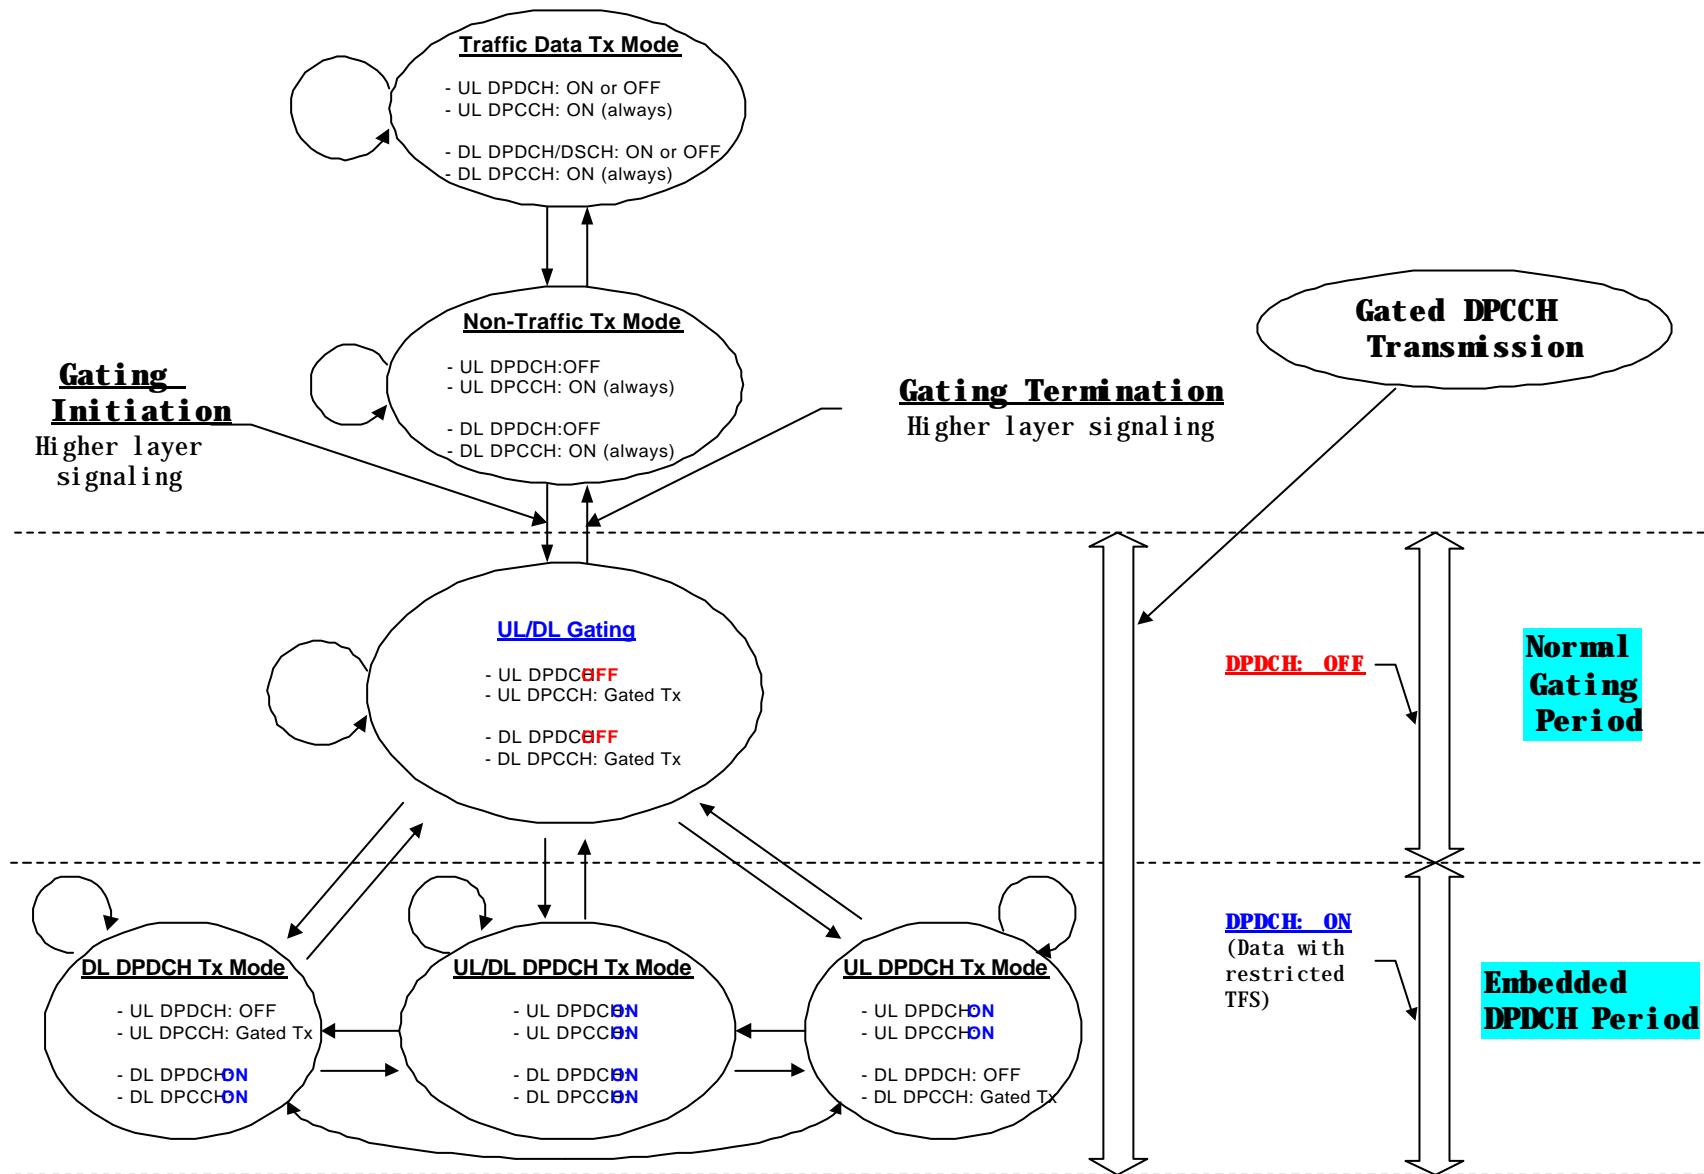 Traffic Data Tx Mode
- UL DPDCH: ON or OFF
- UL DPCCH: ON (always)
- DL DPDCH/DSCH: ON or OFF
- DL DPCCH: ON (always)
Non-Traffic Tx Mode
- UL DPDCH:OFF
- UL DPCCH: ON (always)
- DL DPDCH:OFF
- DL DPCCH: ON (always)
Gating
Initiation
Higher layer
signaling
Gating Termination
Higher layer signaling
Gated DPCCH
Transmission
UL/DL Gating
- UL DPDCH: OFF
- UL DPCCH: Gated Tx
- DL DPDCH: OFF
- DL DPCCH: Gated Tx
DPDCH: OFF
Normal
Gating
Period
DL DPDCH Tx Mode
- UL DPDCH: OFF
- UL DPCCH: Gated Tx
- DL DPDCH: ON
- DL DPCCH: ON
UL/DL DPDCH Tx Mode
- UL DPDCH: ON
- UL DPCCH: ON
- DL DPDCH: ON
- DL DPCCH: ON
UL DPDCH Tx Mode
- UL DPDCH: ON
- UL DPCCH: ON
- DL DPDCH: OFF
- DL DPCCH: Gated Tx
DPDCH: ON
(Data with
restricted
TFS)
Embedded
DPDCH Period